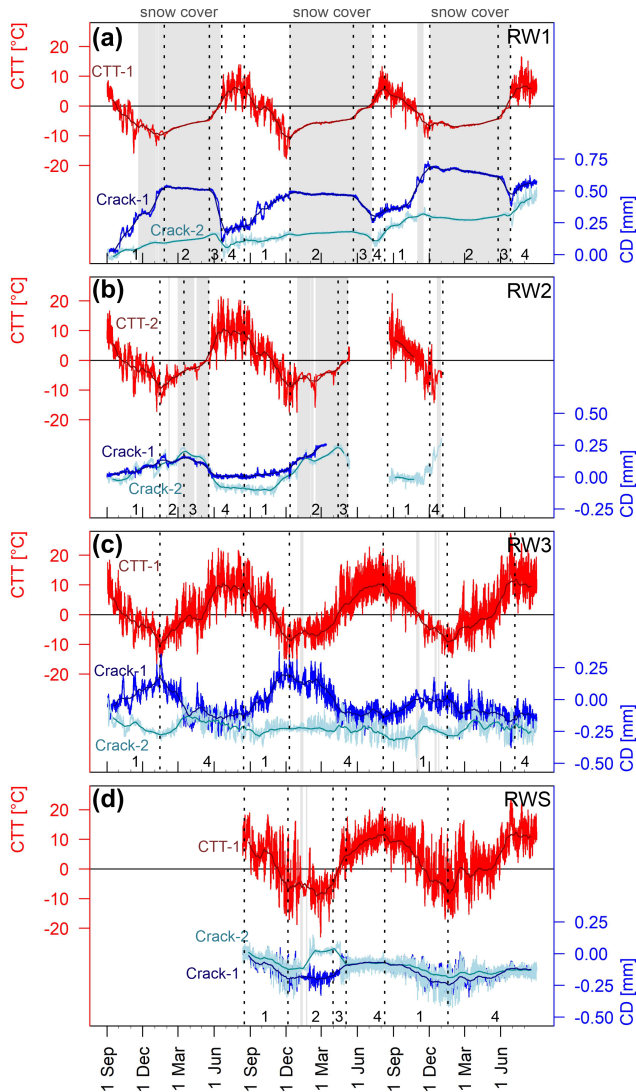 snow cover snow cover snow cover
(a) RW1
CTT [°C]
20
10
0
-10
-20
CTT-1
Crack-1
Crack-2
0.75
0.50
0.25
0.00
CD [mm]
1 2 3 4 1 2 3 4 1 2 3 4
(b) RW2
CTT [°C]
20
10
0
-10
-20
CTT-2
Crack-1
Crack-2
0.50
0.25
0.00
-0.25
CD [mm]
1 2 3 4 1 2 3 1 4
(c) RW3
CTT [°C]
20
10
0
-10
-20
CTT-1
Crack-1
Crack-2
0.25
0.00
-0.25
-0.50
CD [mm]
1 4 1 4 1 4
(d) RWS
CTT [°C]
20
10
0
-10
-20
CTT-1
Crack-2
Crack-1
0.25
0.00
-0.25
-0.50
CD [mm]
1 2 3 4 1 4
1 Sep 1 Dec 1 Mar 1 Jun 1 Sep 1 Dec 1 Mar 1 Jun 1 Sep 1 Dec 1 Mar 1 Jun